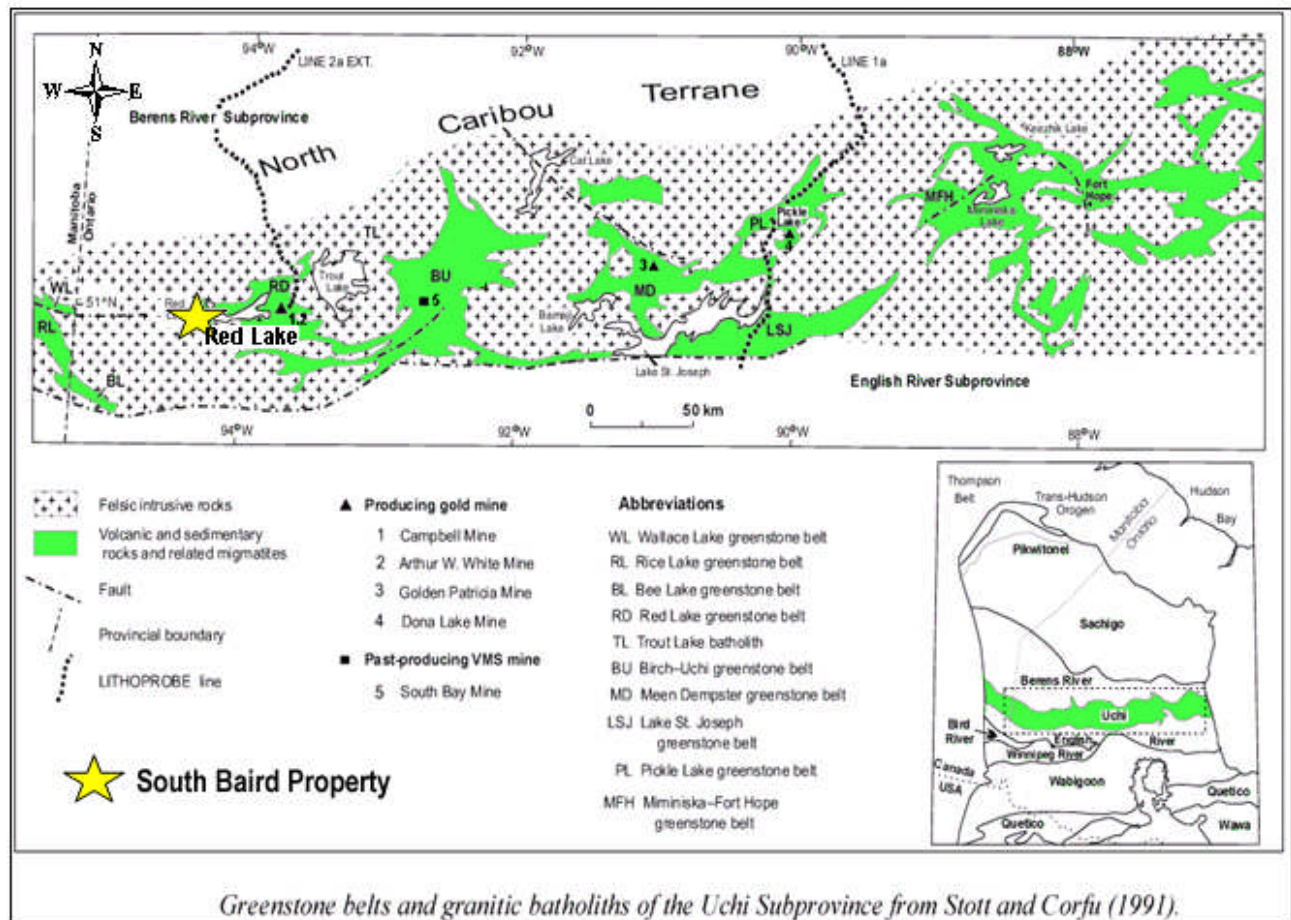 94°W
92°W
90°W
88°W
N
W E
S
LINE 2a EXT.
LINE 1a
Berens River Subprovince
North
Caribou
Terrane
Manitoba
Ontario
Cat Lake
Keezhik Lake
Fort
Hope
MFH
Miminiska
Lake
PL
Pickle
Lake
4
TL
Trout
Lake
BU
5
3
MD
WL
51°N
Red
RD
1,2
Red Lake
RL
BL
Lake
LSJ
Lake St. Joseph
English River Subprovince
0 50 km
94°W
92°W
90°W
88°W
Felsic intrusive rocks
Volcanic and sedimentary
rocks and related migmatites
Fault
Provincial boundary
LITHOPROBE line
Producing gold mine
1 Campbell Mine
2 Arthur W. White Mine
3 Golden Patricia Mine
4 Dona Lake Mine
Past-producing VMS mine
5 South Bay Mine
Abbreviations
WL Wallace Lake greenstone belt
RL Rice Lake greenstone belt
BL Bee Lake greenstone belt
RD Red Lake greenstone belt
TL Trout Lake batholith
BU Birch–Uchi greenstone belt
MD Meen Dempster greenstone belt
LSJ Lake St. Joseph
greenstone belt
PL Pickle Lake greenstone belt
MFH Miminiska–Fort Hope
greenstone belt
South Baird Property
Thompson
Belt
Trans-Hudson
Orogen
Hudson
Bay
Manitoba
Ontario
Pikwitonei
Sachigo
Berens River
Uchi
Bird
River
English
River
Winnipeg River
Canada
USA
Wabigoon
Quetico
Quetico
Wawa
Greenstone belts and granitic batholiths of the Uchi Subprovince from Stott and Corfu (1991).